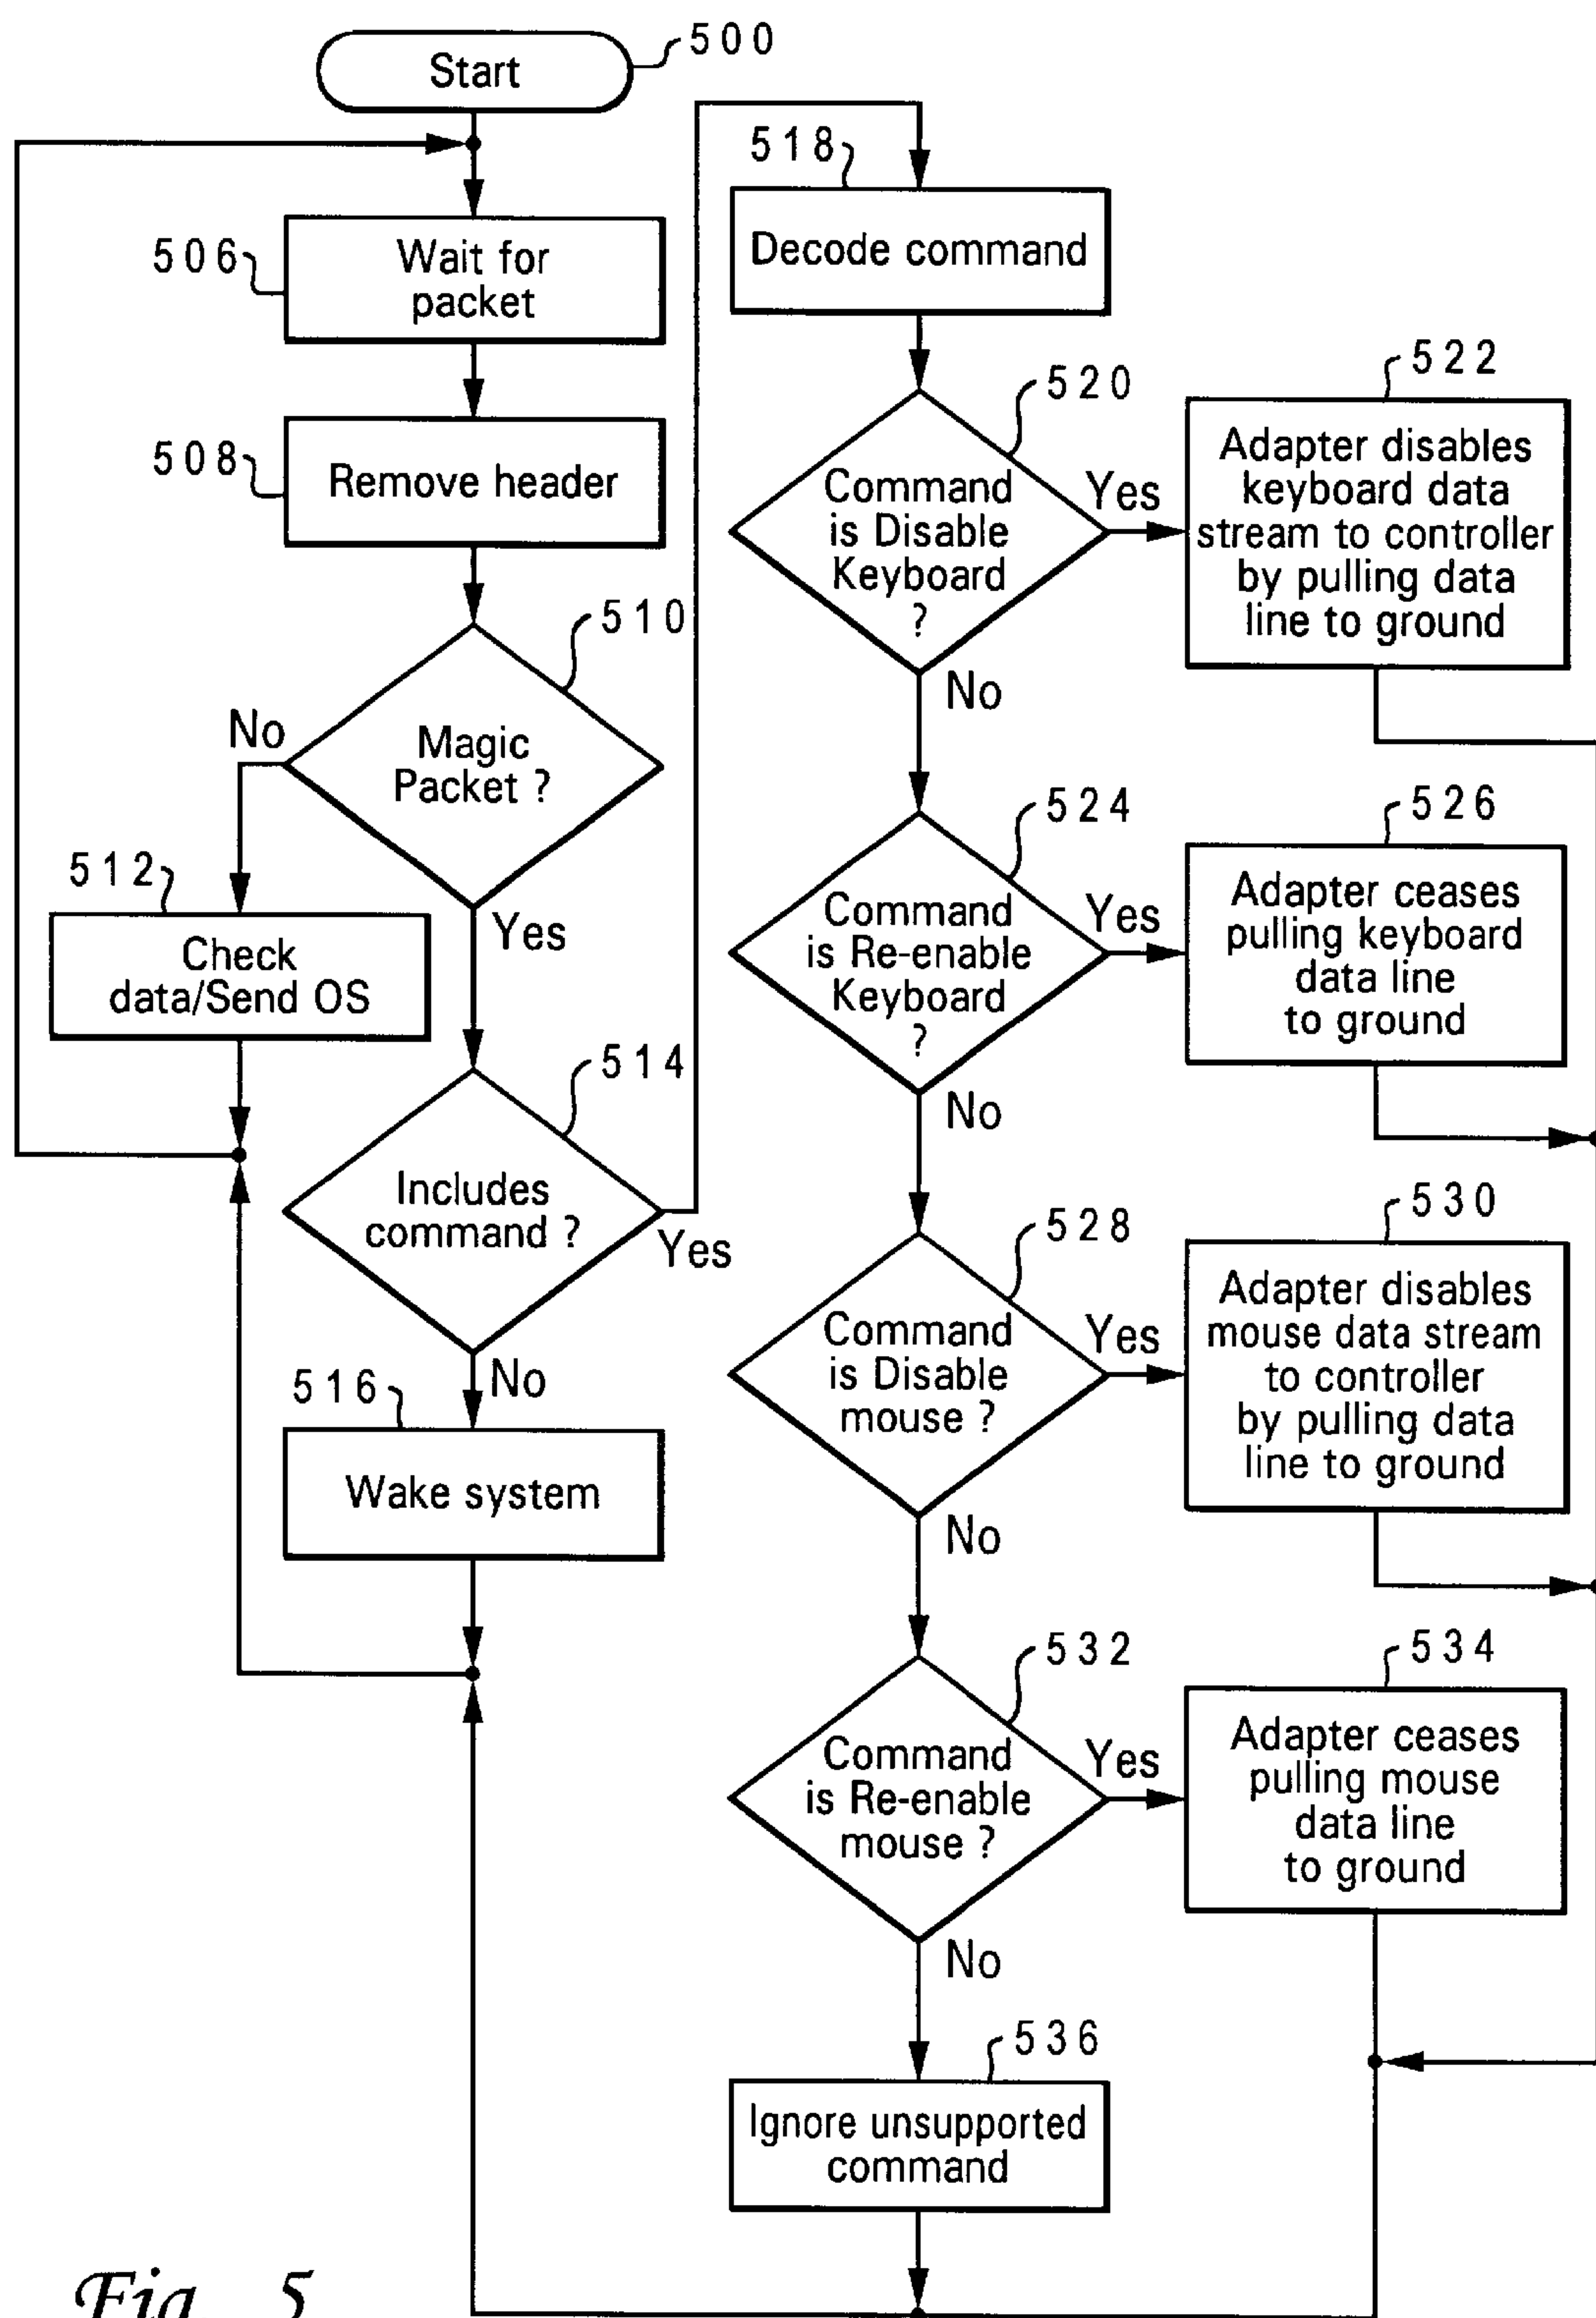 Start
500
506
Wait for
packet
508
Remove header
510
Magic
Packet ?
No
Yes
512
Check
data/Send OS
514
Includes
command ?
Yes
No
516
Wake system
518
Decode command
520
Command
is Disable
Keyboard
?
Yes
No
522
Adapter disables
keyboard data
stream to controller
by pulling data
line to ground
524
Command
is Re-enable
Keyboard
?
Yes
No
526
Adapter ceases
pulling keyboard
data line
to ground
528
Command
is Disable
mouse ?
Yes
No
530
Adapter disables
mouse data stream
to controller
by pulling data
line to ground
532
Command
is Re-enable
mouse ?
Yes
No
534
Adapter ceases
pulling mouse
data line
to ground
536
Ignore unsupported
command
Fig. 5